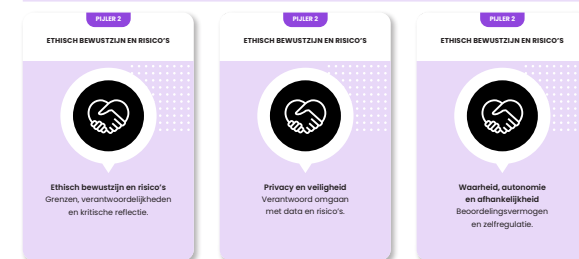 PIJLER 2
ETHISCH BEWUSTZIJN EN RISICO'S
Ethisch bewustzijn en risico's
Grenzen, verantwoordelijkheden
en kritische reflectie.
PIJLER 2
ETHISCH BEWUSTZIJN EN RISICO'S
Privacy en veiligheid
Verantwoord omgaan
met data en risico's.
PIJLER 2
ETHISCH BEWUSTZIJN EN RISICO'S
Waarheid, autonomie
en afhankelijkheid
Beoordelingsvermogen
en zelfregulatie.